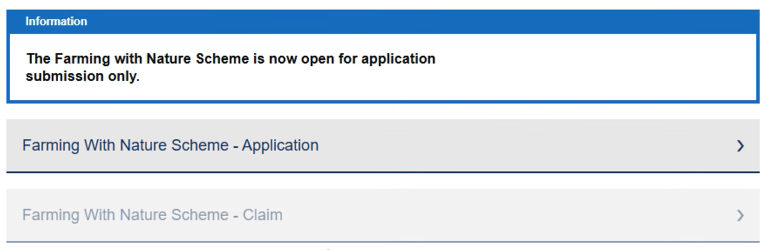 Information
The Farming with Nature Scheme is now open for application
submission only.
Farming With Nature Scheme - Application
Farming With Nature Scheme - Claim